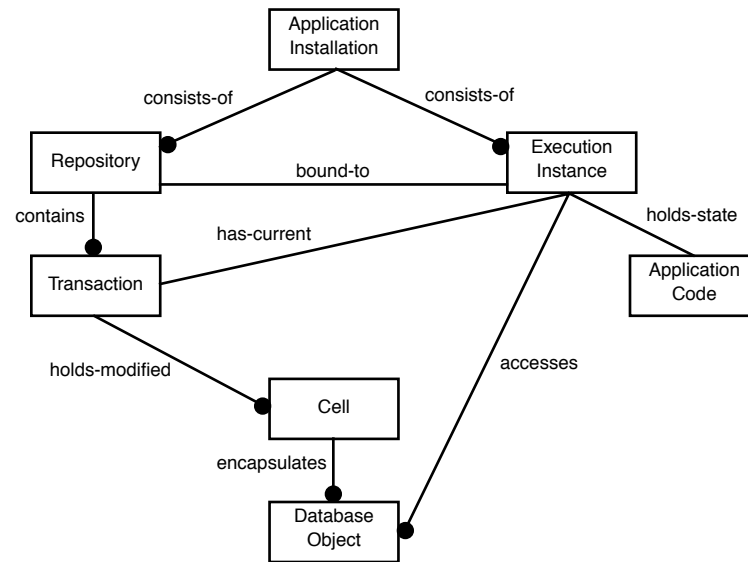 Application
Installation
consists-of
consists-of
Repository
Execution
Instance
bound-to
contains
has-current
holds-state
Transaction
Application
Code
holds-modified
accesses
Cell
encapsulates
Database
Object